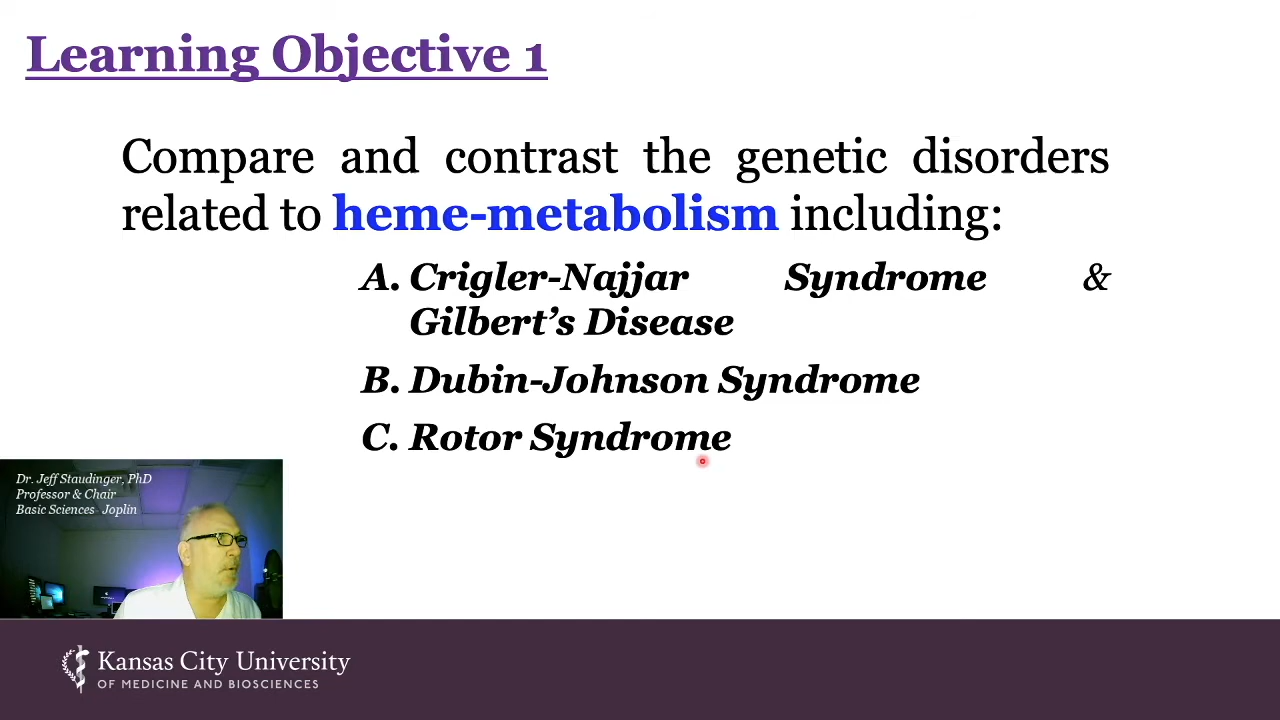 Learning Objective 1
Compare and contrast the genetic disorders
related to heme-metabolism including:
A. Crigler-Najjar Syndrome &
Gilbert’s Disease
B. Dubin-Johnson Syndrome
C. Rotor Syndrome
Dr. Jeff Staudinger, PhD
Professor & Chair
Basic Sciences Joplin
Kansas City University
OF MEDICINE AND BIOSCIENCES